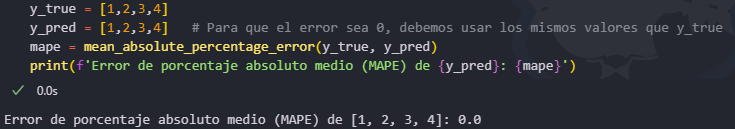 y_true = [1,2,3,4]
y_pred = [1,2,3,4]   # Para que el error sea 0, debemos usar los mismos valores que y_true
mape = mean_absolute_percentage_error(y_true, y_pred)
print(f'Error de porcentaje absoluto medio (MAPE) de {y_pred}: {mape}')
✓ 0.0s
Error de porcentaje absoluto medio (MAPE) de [1, 2, 3, 4]: 0.0